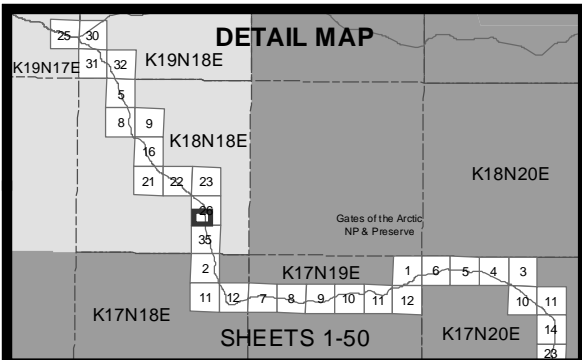 DETAIL MAP
25 30
K19N17E 31 32 K19N18E
5
8 9
K18N18E
16
21 22 23
K18N20E
26
Gates of the Arctic
NP & Preserve
35
2 K17N19E 1 6 5 4 3
11 12 7 8 9 10 11 12 10 11
K17N18E
14
SHEETS 1-50 K17N20E
23